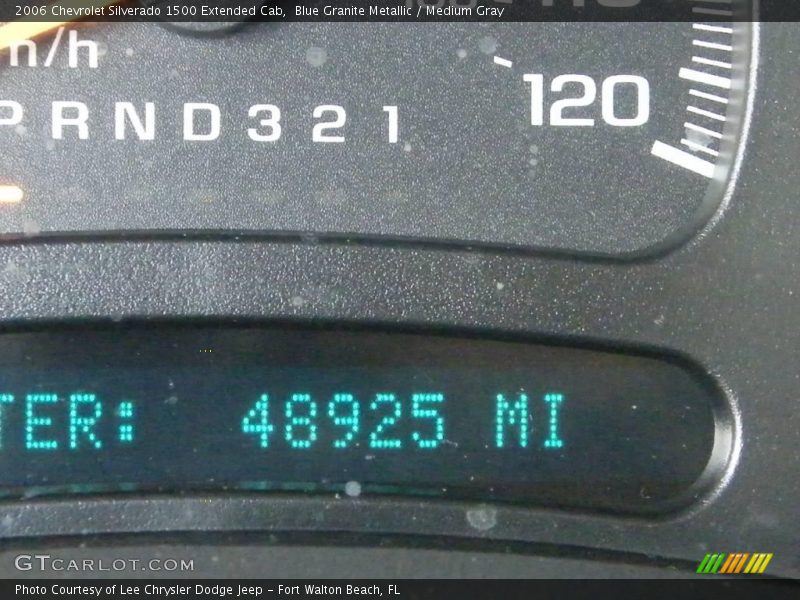 2006 Chevrolet Silverado 1500 Extended Cab,  Blue Granite Metallic / Medium Gray
m/h
120
P R N D 3 2 1
TER: 48925 MI
GTCARLOT.COM
Photo Courtesy of Lee Chrysler Dodge Jeep – Fort Walton Beach, FL